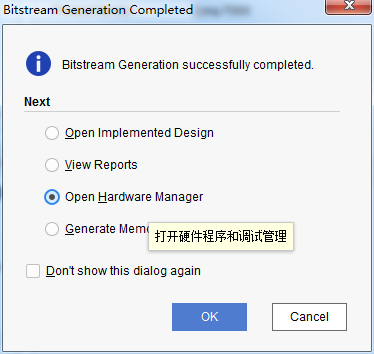 Bitstream Generation Completed
Bitstream Generation successfully completed.
Next
Open Implemented Design
View Reports
Open Hardware Manager
Generate Memo
打开硬件程序和调试管理
Don't show this dialog again
OK
Cancel